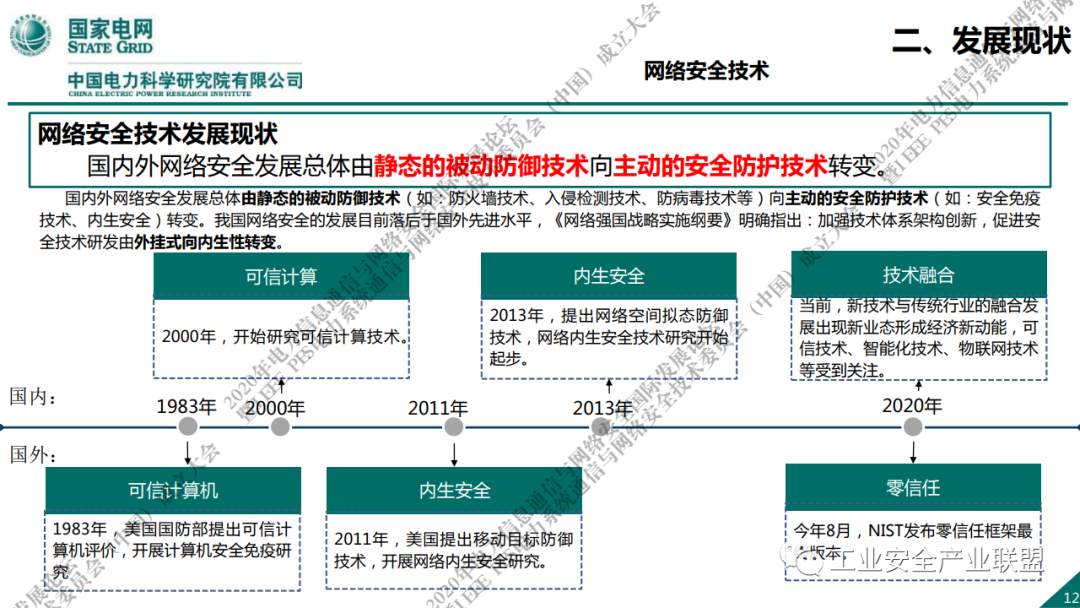 国家电网
STATE GRID
中国电力科学研究院有限公司
CHINA ELECTRIC POWER RESEARCH INSTITUTE
二、发展现状
网络安全技术
网络安全技术发展现状
国内外网络安全发展总体由静态的被动防御技术向主动的安全防护技术转变。
国内外网络安全发展总体由静态的被动防御技术（如：防火墙技术、入侵检测技术、防病毒技术等）向主动的安全防护技术（如：安全免疫
技术、内生安全）转变。我国网络安全的发展目前落后于国外先进水平，《网络强国战略实施纲要》明确指出：加强技术体系架构创新，促进安
全技术研发由外挂式向内生性转变。
可信计算
2000年，开始研究可信计算技术。
内生安全
2013年，提出网络空间拟态防御
技术，网络内生安全技术研究开始
起步。
技术融合
当前，新技术与传统行业的融合发
展出现新业态形成经济新动能，可
信技术、智能化技术、物联网技术
等受到关注。
国内：
1983年
2000年
2011年
2013年
2020年
国外：
可信计算机
1983年，美国国防部提出可信计
算机评价，开展计算机安全免疫研
究
内生安全
2011年，美国提出移动目标防御
技术，开展网络内生安全研究。
零信任
今年8月，NIST发布零信任框架最
版本。
工业安全产业联盟
12
2020年电力信息通信与网络安全国际发展论坛
暨IEEE PES电力系统通信与网络安全技术委员会（中国）成立大会